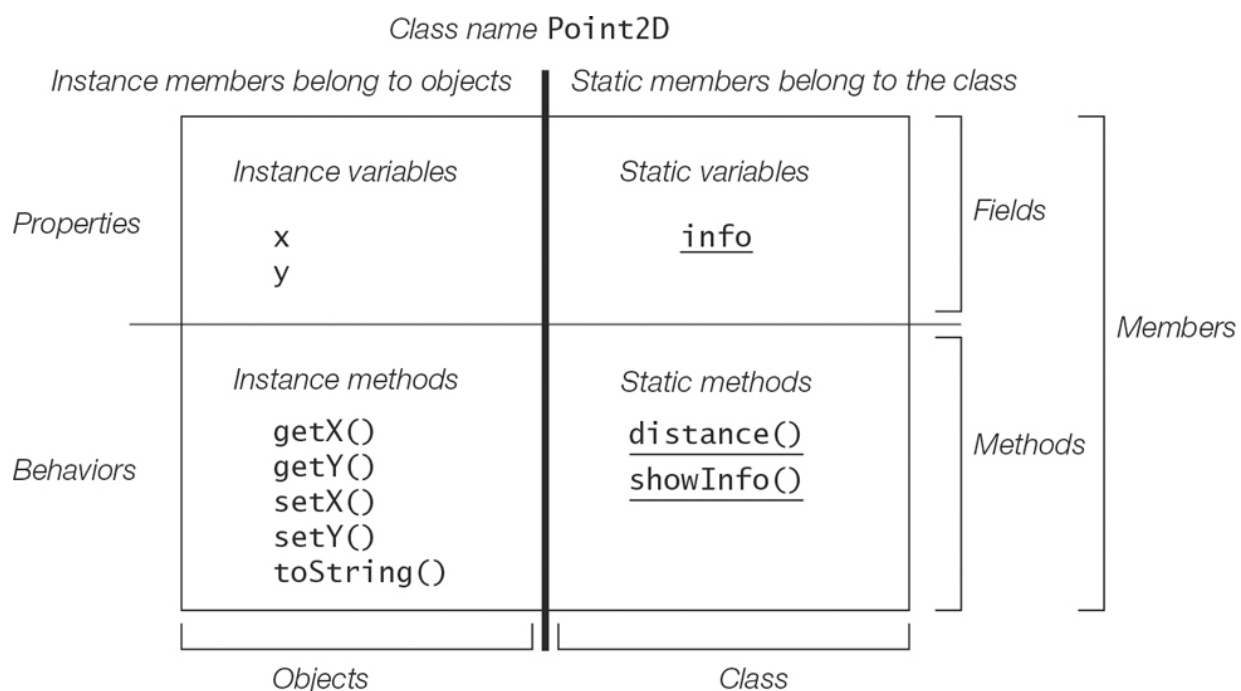 Class name Point2D
Instance members belong to objects
Static members belong to the class
Properties
Instance variables
x
y
Static variables
info
Fields
Members
Behaviors
Instance methods
getX()
getY()
setX()
setY()
toString()
Static methods
distance()
showInfo()
Methods
Objects
Class